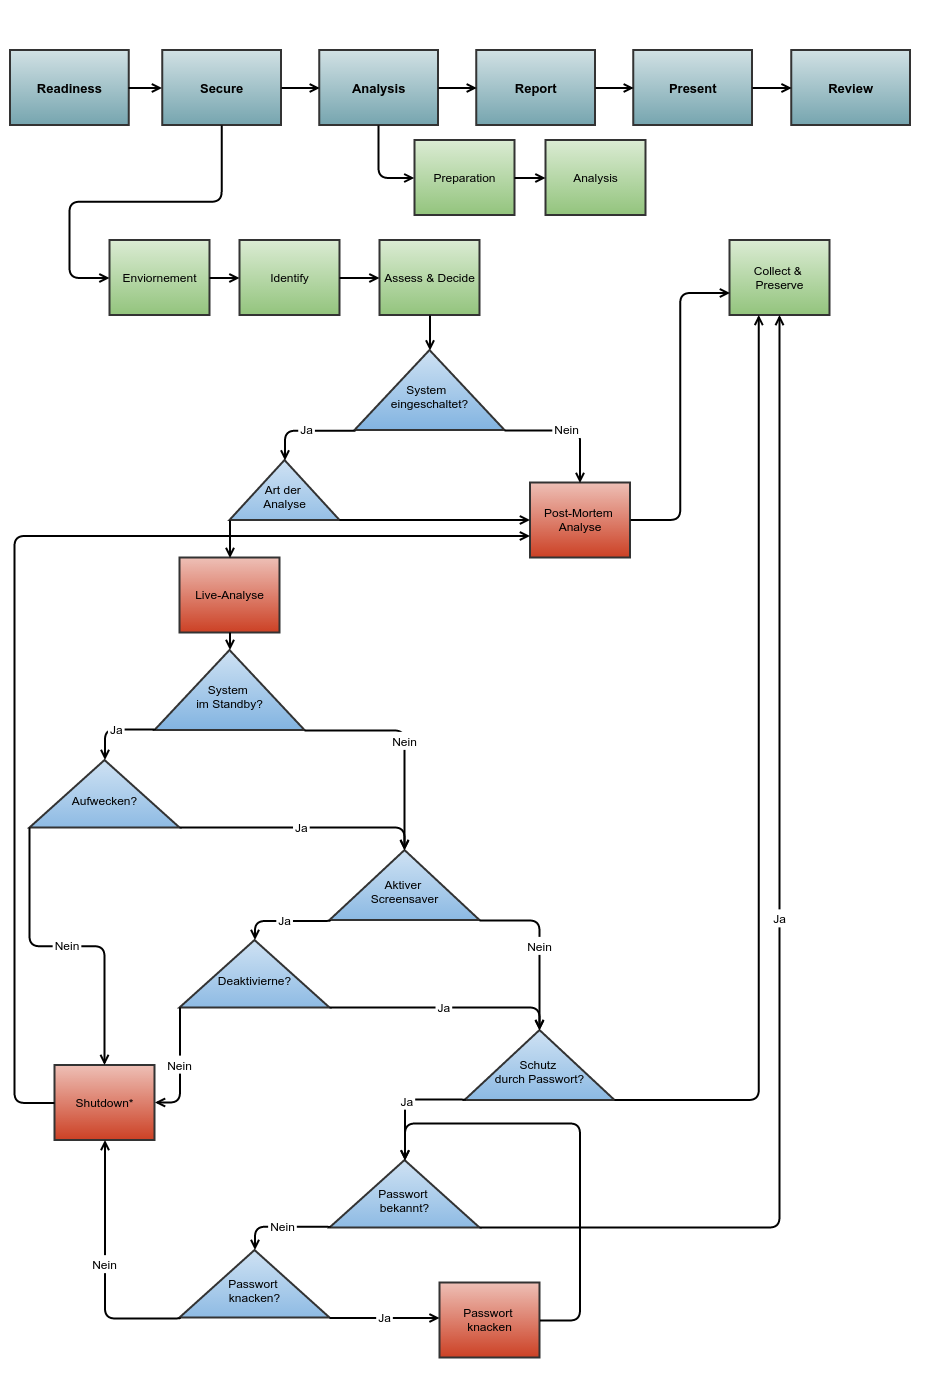 Readiness
Secure
Analysis
Report
Present
Review
Preparation
Analysis
Enviornement
Identify
Assess & Decide
Collect &
Preserve
System
eingeschaltet?
Ja
Nein
Art der
Analyse
Post-Mortem
Analyse
Live-Analyse
System
im Standby?
Ja
Nein
Aufwecken?
Ja
Aktiver
Screensaver
Ja
Nein
Nein
Ja
Deaktivierne?
Ja
Nein
Schutz
durch Passwort?
Shutdown*
Ja
Passwort
bekannt?
Nein
Nein
Passwort
knacken?
Ja
Passwort
knacken